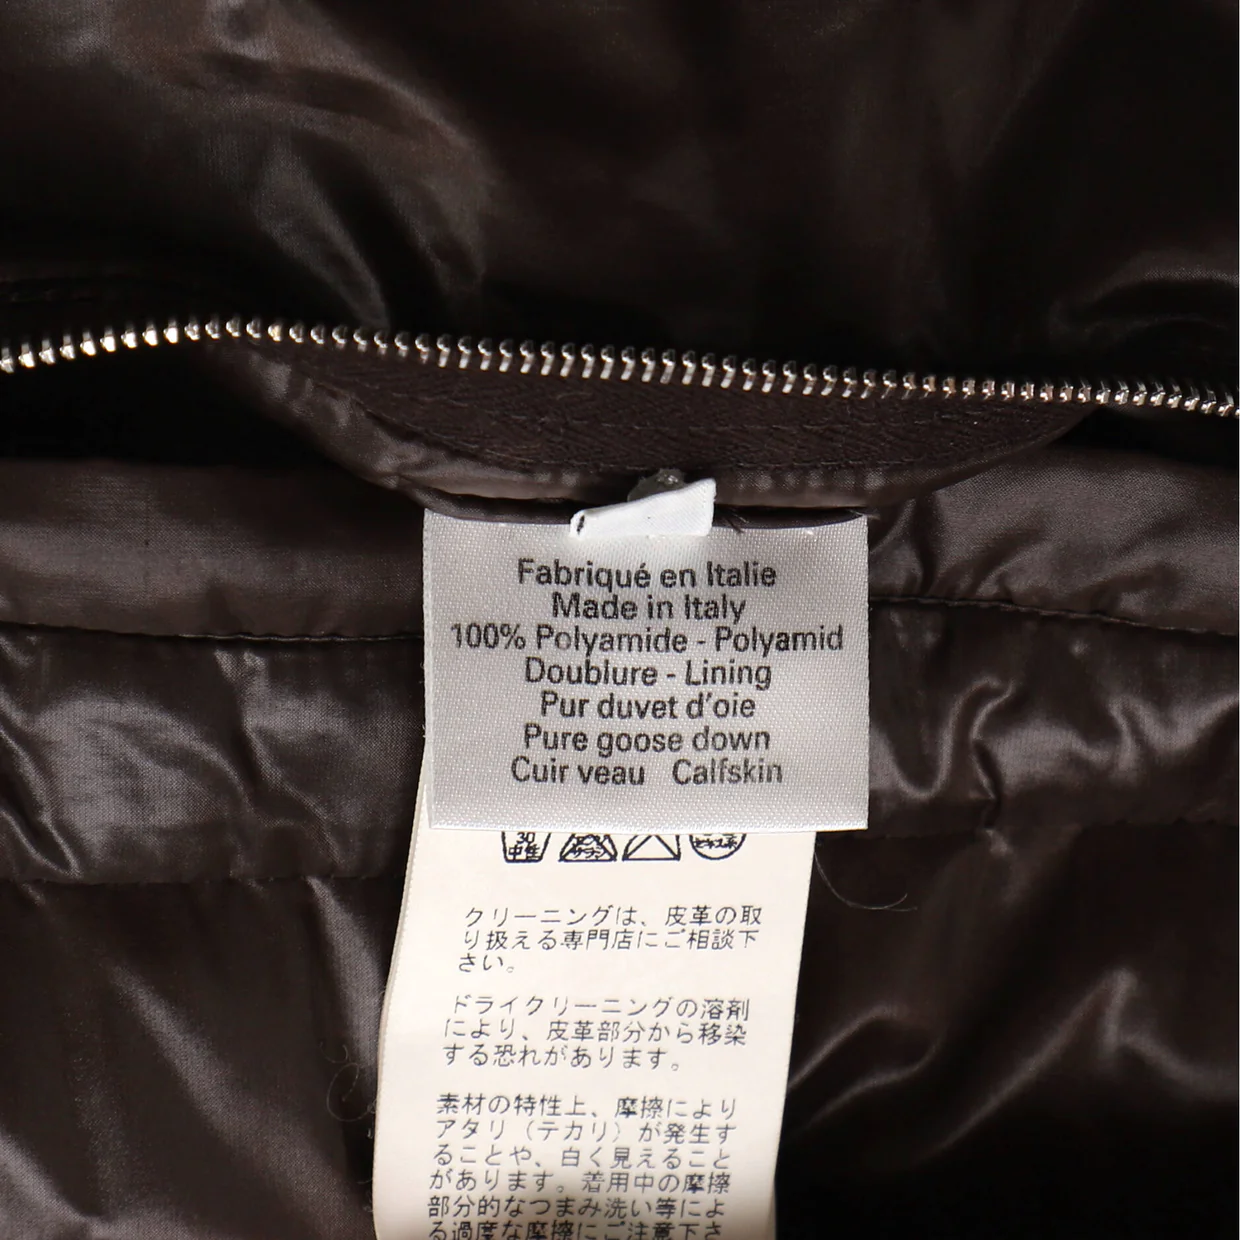 Fabriqué en Italie
Made in Italy
100% Polyamide - Polyamid
Doublure - Lining
Pur duvet d'oie
Pure goose down
Cuir veau Calfskin
30
中性
クリーニングは、皮革の取
り扱える専門店にご相談下
さい。
ドライクリーニングの溶剤
により、皮革部分から移染
する恐れがあります。
素材の特性上、摩擦により
アタリ（テカリ）が発生す
ることや、白く見えること
があります。着用中の摩擦
部分的なつまみ洗い等によ
る過度な摩擦にご注意下さ